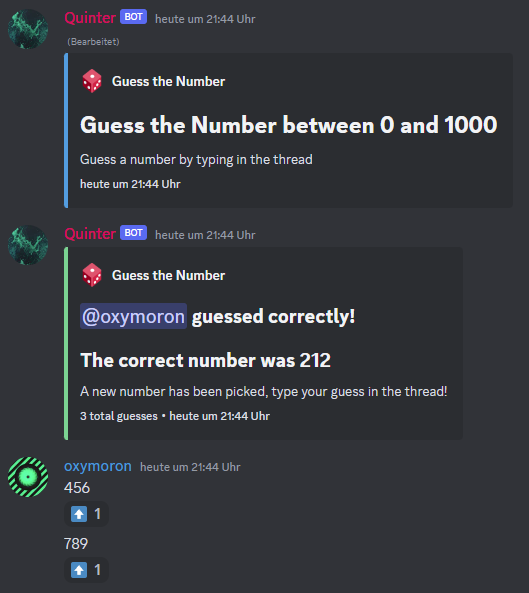 Quinter BOT heute um 21:44 Uhr
(Bearbeitet)
Guess the Number
Guess the Number between 0 and 1000
Guess a number by typing in the thread
heute um 21:44 Uhr
Quinter BOT heute um 21:44 Uhr
Guess the Number
@oxymoron guessed correctly!
The correct number was 212
A new number has been picked, type your guess in the thread!
3 total guesses • heute um 21:44 Uhr
oxymoron heute um 21:44 Uhr
456
1
789
1